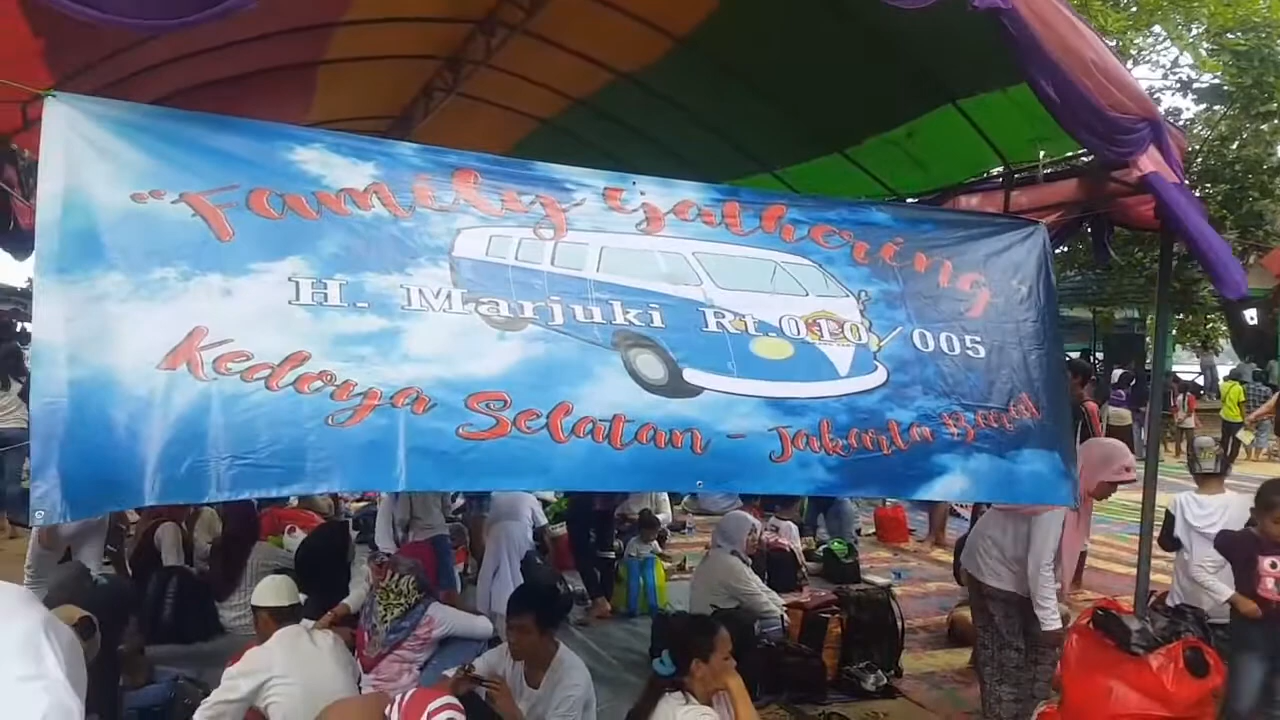 "Family Gathering
H. Marjuki Rt.010 / 005
Kedoya Selatan - Jakarta Barat